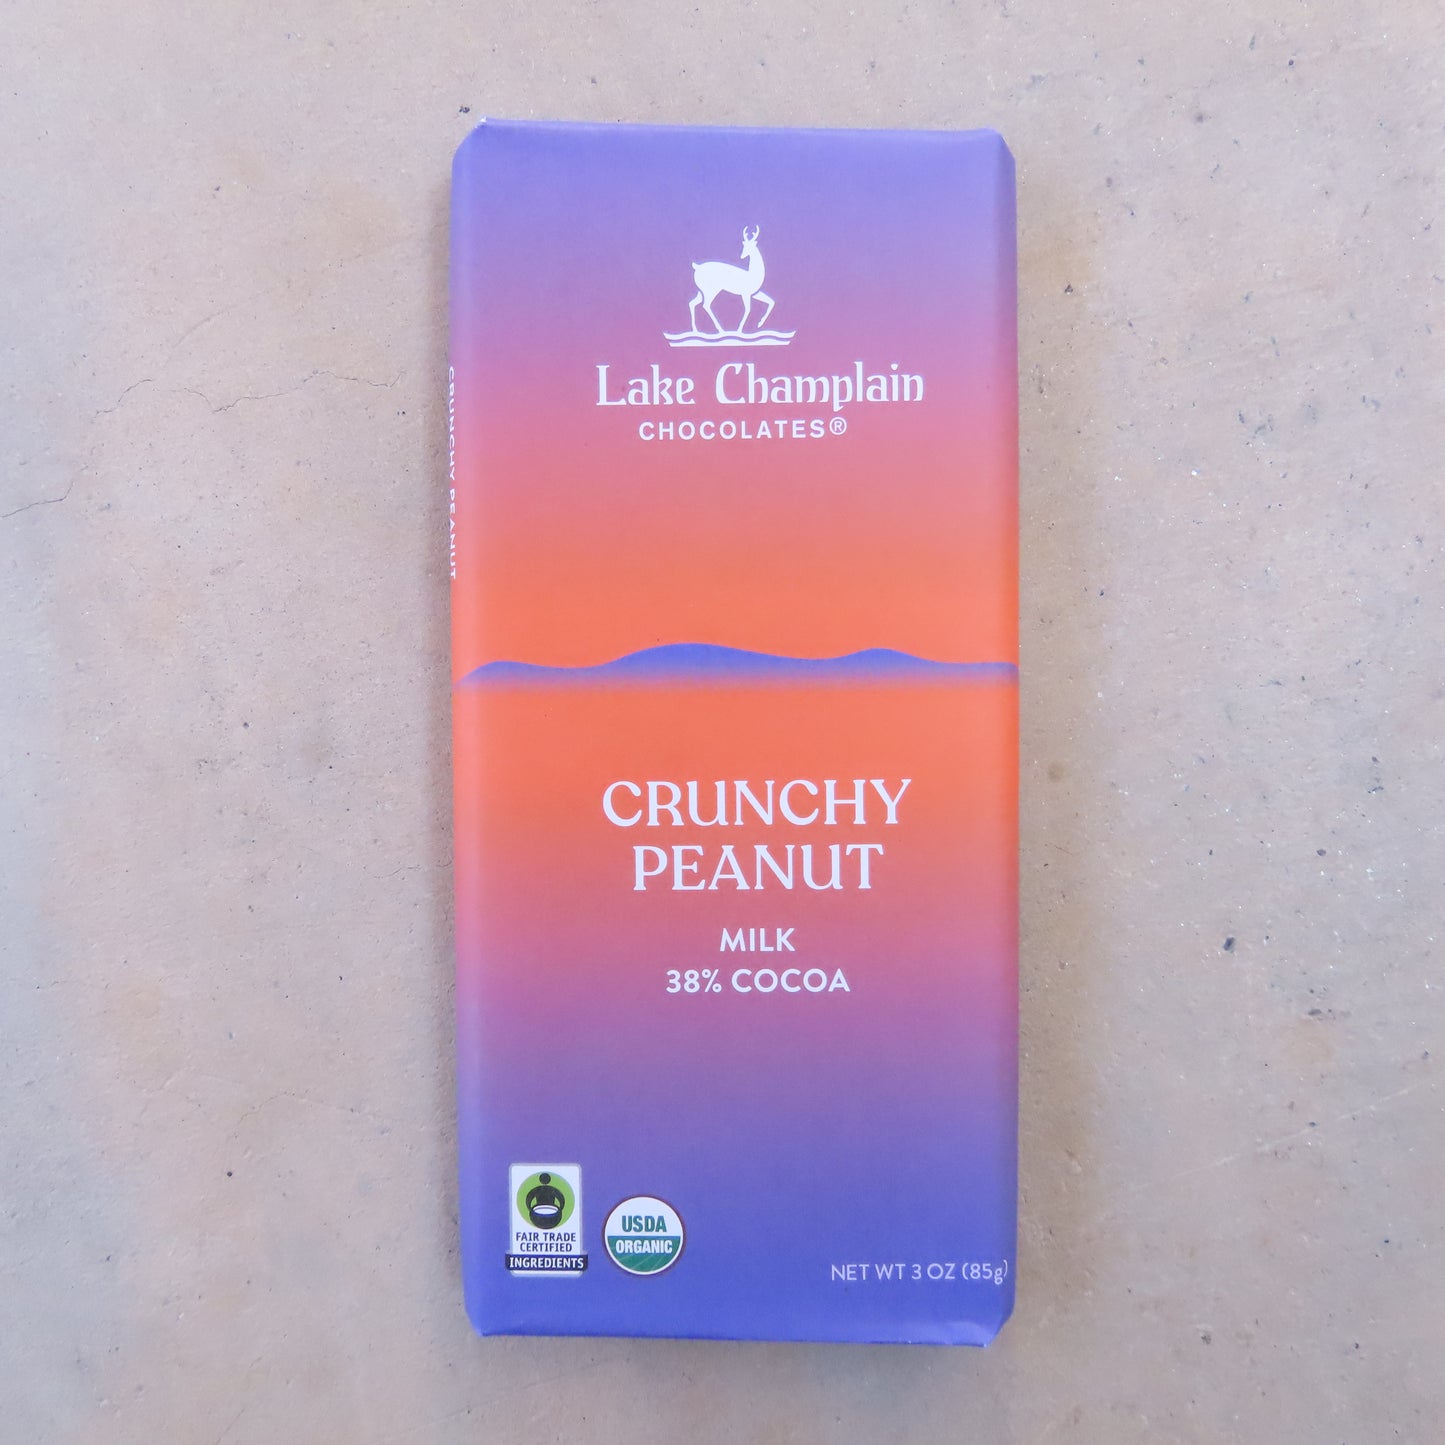 Lake Champlain
CHOCOLATES®
CRUNCHY PEANUT
CRUNCHY
PEANUT
MILK
38% COCOA
FAIR TRADE
CERTIFIED
INGREDIENTS
USDA
ORGANIC
NET WT 3 OZ (85g)